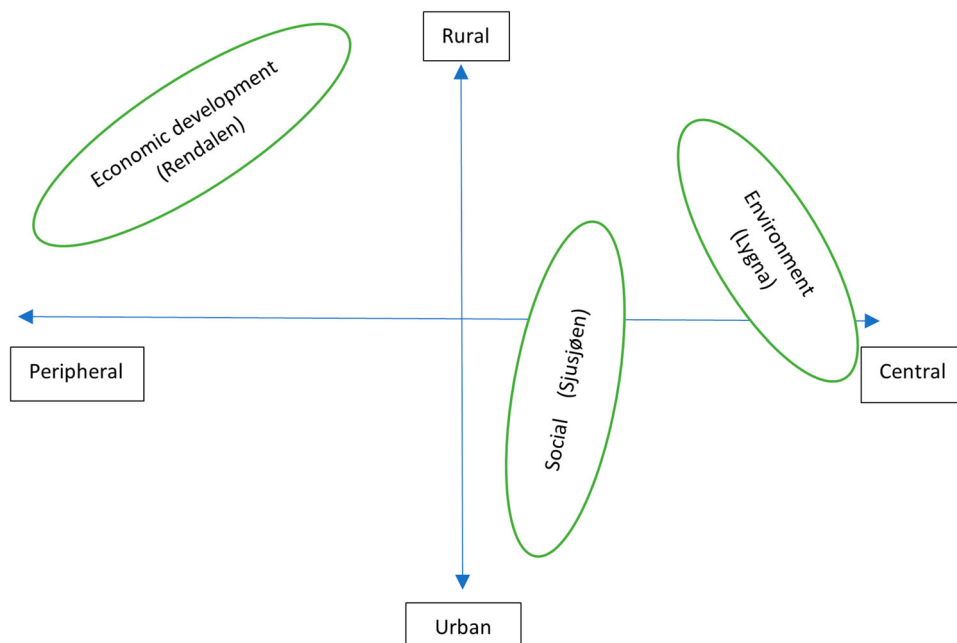 Rural
Economic development
(Rendalen)
Environment
(Lygna)
Social (Sjusjøen)
Peripheral
Central
Urban